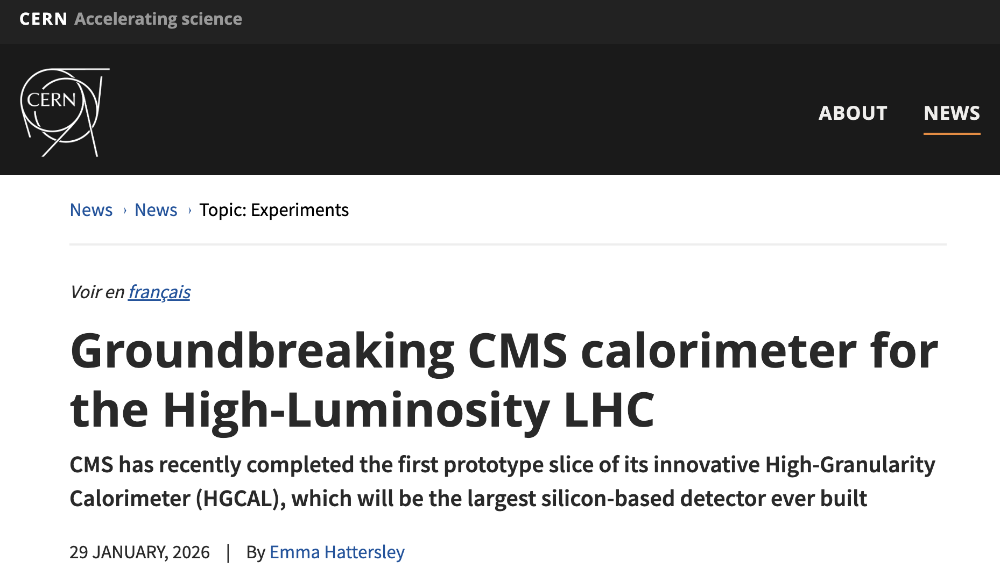 CERN Accelerating science
CERN
ABOUT NEWS
News › News › Topic: Experiments
Voir en français
Groundbreaking CMS calorimeter for
the High-Luminosity LHC
CMS has recently completed the first prototype slice of its innovative High-Granularity
Calorimeter (HGCAL), which will be the largest silicon-based detector ever built
29 JANUARY, 2026 | By Emma Hattersley